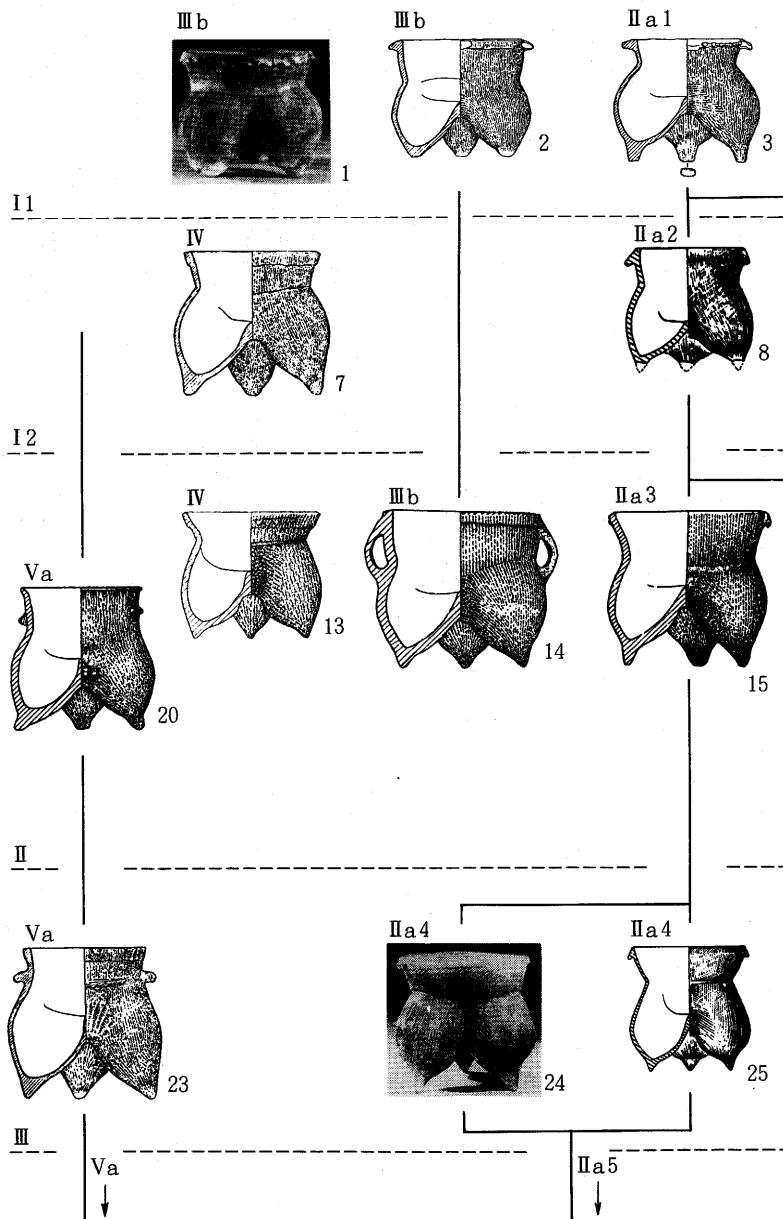 Ⅲb Ⅲb Ⅱa1
1 2 3
Ⅰ1
Ⅳ Ⅱa2
7 8
Ⅰ2
Ⅳ Ⅲb Ⅱa3
Va
13 14 15
20
Ⅱ
Va Ⅱa4 Ⅱa4
23 24 25
Ⅲ
Va Ⅱa5